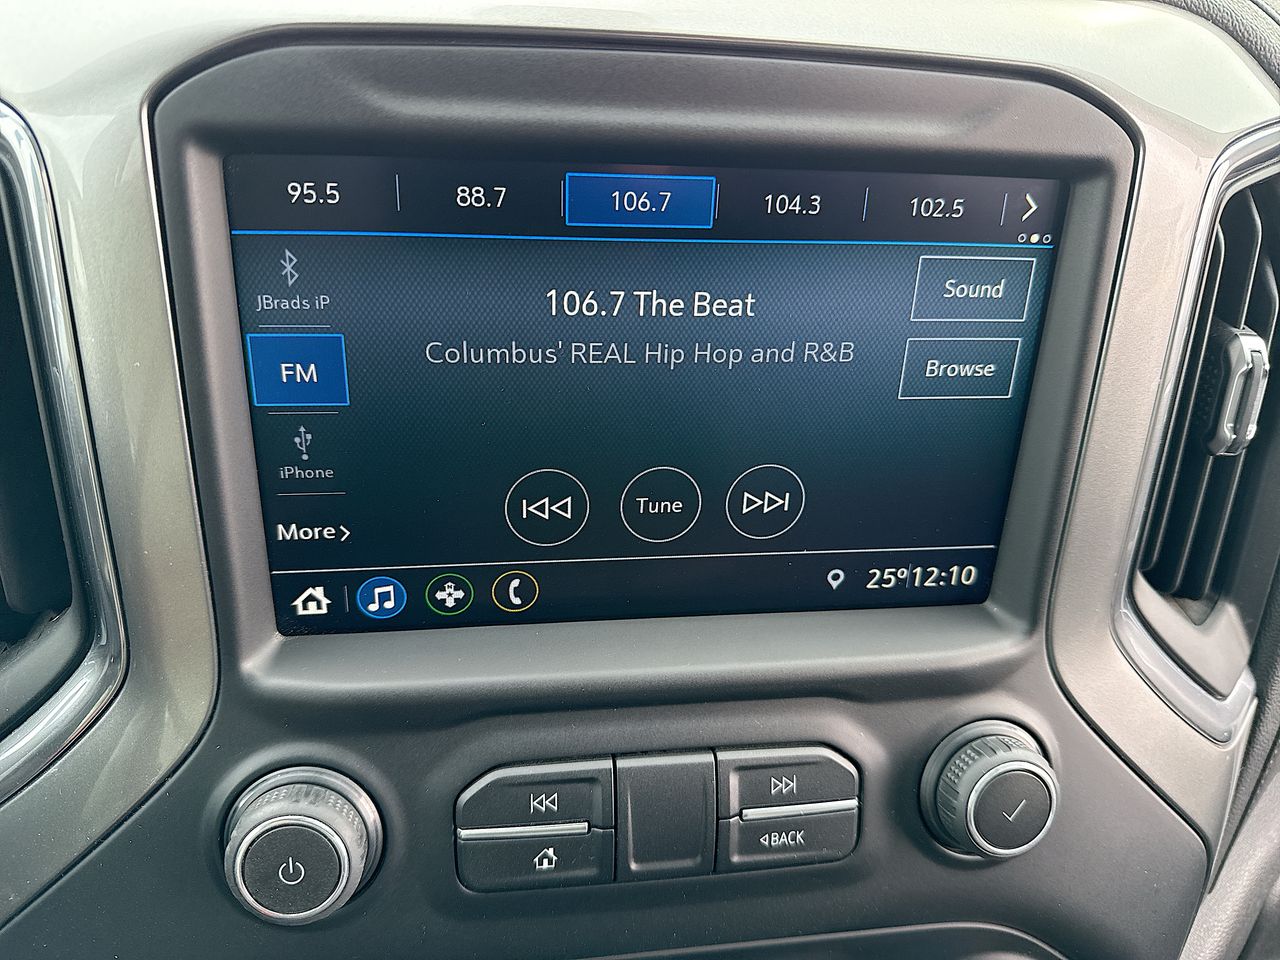 95.5 88.7 106.7 104.3 102.5
JBrads iP
106.7 The Beat
Sound
Columbus' REAL Hip Hop and R&B
FM
Browse
iPhone
Tune
More
25° 12:10
BACK